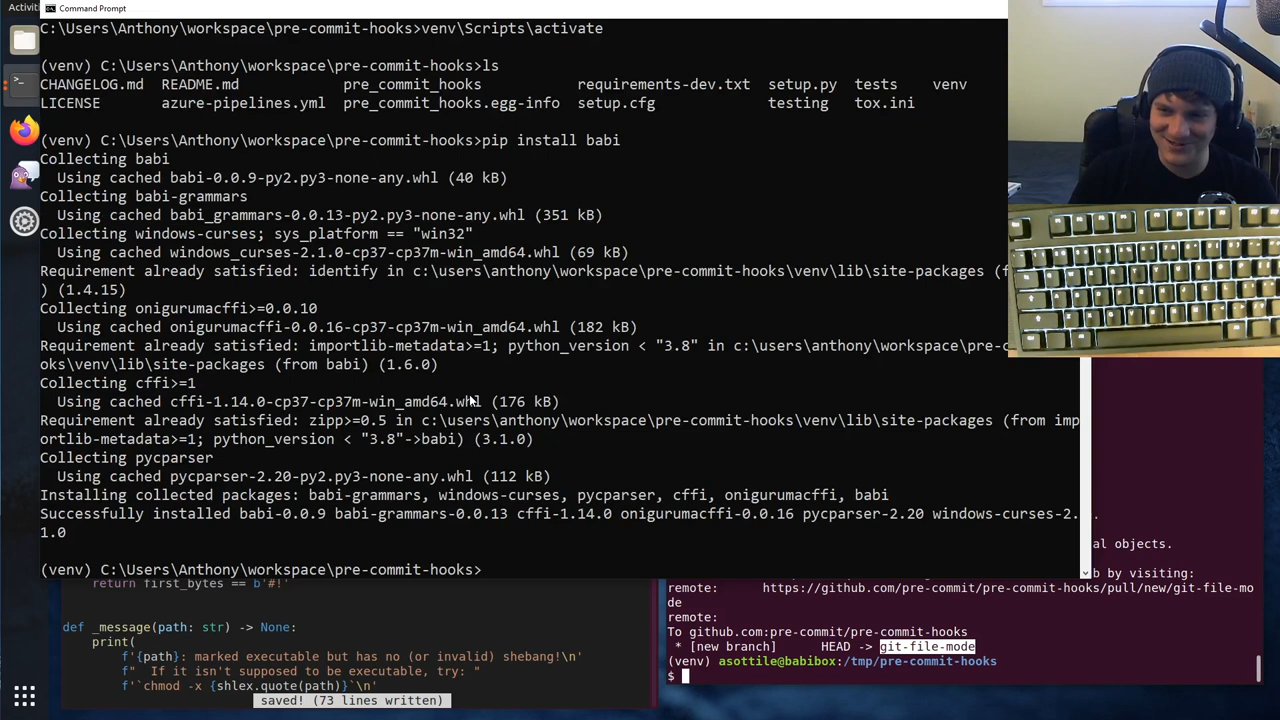 Activiti
Command Prompt
C:\Users\Anthony\workspace\pre-commit-hooks>venv\Scripts\activate
(venv) C:\Users\Anthony\workspace\pre-commit-hooks>ls
CHANGELOG.md README.md pre_commit_hooks requirements-dev.txt setup.py tests venv
LICENSE azure-pipelines.yml pre_commit_hooks.egg-info setup.cfg testing tox.ini
(venv) C:\Users\Anthony\workspace\pre-commit-hooks>pip install babi
Collecting babi
Using cached babi-0.0.9-py2.py3-none-any.whl (40 kB)
Collecting babi-grammars
Using cached babi_grammars-0.0.13-py2.py3-none-any.whl (351 kB)
Collecting windows-curses; sys_platform == "win32"
Using cached windows_curses-2.1.0-cp37-cp37m-win_amd64.whl (69 kB)
Requirement already satisfied: identify in c:\users\anthony\workspace\pre-commit-hooks\venv\lib\site-packages (f
) (1.4.15)
Collecting onigurumacffi>=0.0.10
Using cached onigurumacffi-0.0.16-cp37-cp37m-win_amd64.whl (182 kB)
Requirement already satisfied: importlib-metadata>=1; python_version < "3.8" in c:\users\anthony\workspace\pre-c
oks\venv\lib\site-packages (from babi) (1.6.0)
Collecting cffi>=1
Using cached cffi-1.14.0-cp37-cp37m-win_amd64.whl (176 kB)
Requirement already satisfied: zipp>=0.5 in c:\users\anthony\workspace\pre-commit-hooks\venv\lib\site-packages (from imp
ortlib-metadata>=1; python_version < "3.8"->babi) (3.1.0)
Collecting pycparser
Using cached pycparser-2.20-py2.py3-none-any.whl (112 kB)
Installing collected packages: babi-grammars, windows-curses, pycparser, cffi, onigurumacffi, babi
Successfully installed babi-0.0.9 babi-grammars-0.0.13 cffi-1.14.0 onigurumacffi-0.0.16 pycparser-2.20 windows-curses-2.
1.0
(venv) C:\Users\Anthony\workspace\pre-commit-hooks>
return first_bytes == b'#!'
def _message(path: str) -> None:
print(
f'{path}: marked executable but has no (or invalid) shebang!\n'
f" If it isn't supposed to be executable, try: "
f'`chmod -x {shlex.quote(path)}`\n'
saved! (73 lines written)
al objects.
b by visiting:
remote: https://github.com/pre-commit/pre-commit-hooks/pull/new/git-file-mo
de
remote:
To github.com:pre-commit/pre-commit-hooks
* [new branch] HEAD -> git-file-mode
(venv) asottile@babibox:/tmp/pre-commit-hooks
$